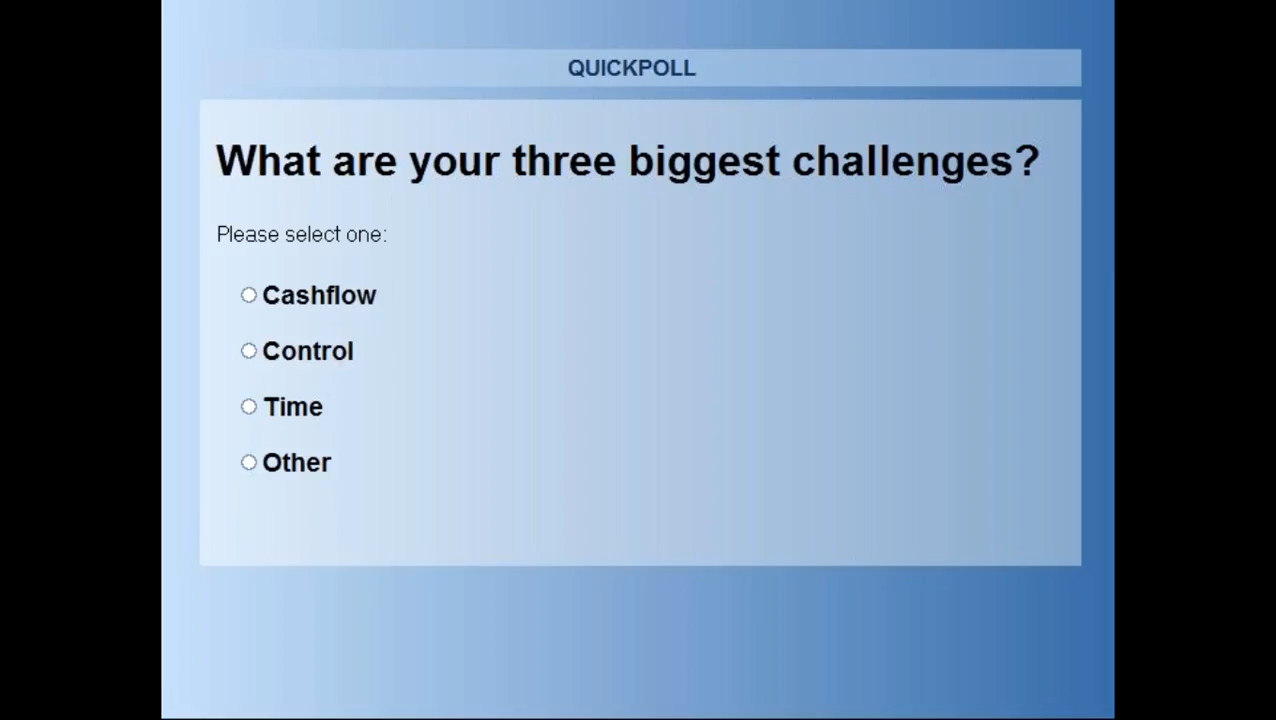 QUICKPOLL
What are your three biggest challenges?
Please select one:
Cashflow
Control
Time
Other